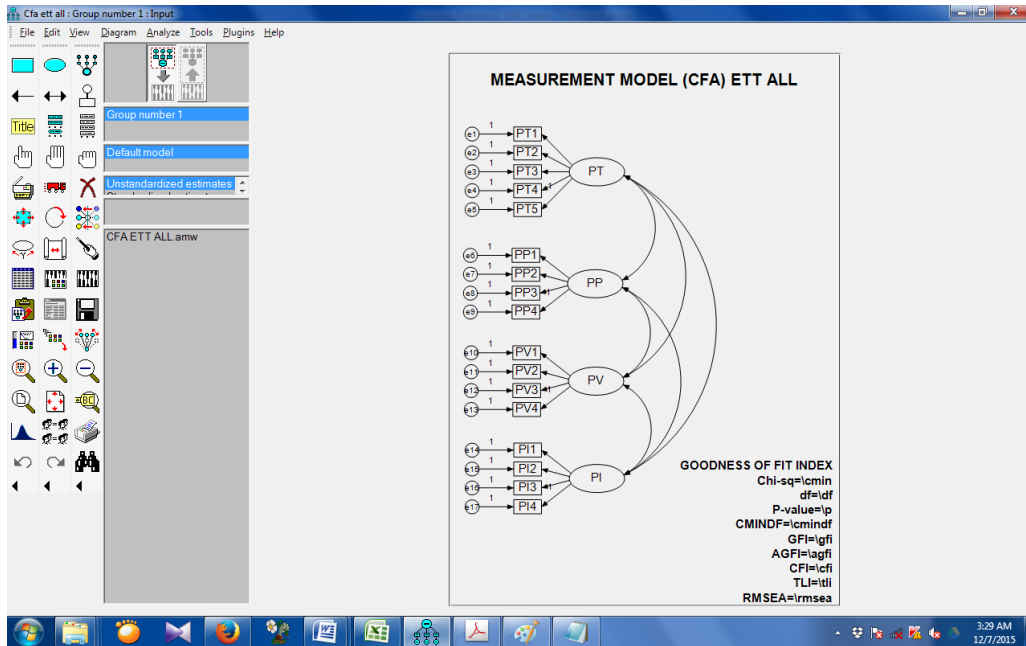 Cfa ett all : Group number 1 : Input
File Edit View Diagram Analyze Tools Plugins Help
Title
Group number 1
Default model
Unstandardized estimates
CFA ETT ALL.amw
MEASUREMENT MODEL (CFA) ETT ALL
e1 1 PT1
e2 1 PT2
e3 1 PT3
e4 1 PT4 1
e5 1 PT5
PT
e6 1 PP1
e7 1 PP2
e8 1 PP3 1
e9 1 PP4
PP
e10 1 PV1
e11 1 PV2
e12 1 PV3 1
e13 1 PV4
PV
e14 1 PI1
e15 1 PI2
e16 1 PI3 1
e17 1 PI4
PI
GOODNESS OF FIT INDEX
Chi-sq=\cmin
df=\df
P-value=\p
CMINDF=\cmindf
GFI=\gfi
AGFI=\agfi
CFI=\cfi
TLI=\tli
RMSEA=\rmsea
3:29 AM
12/7/2015